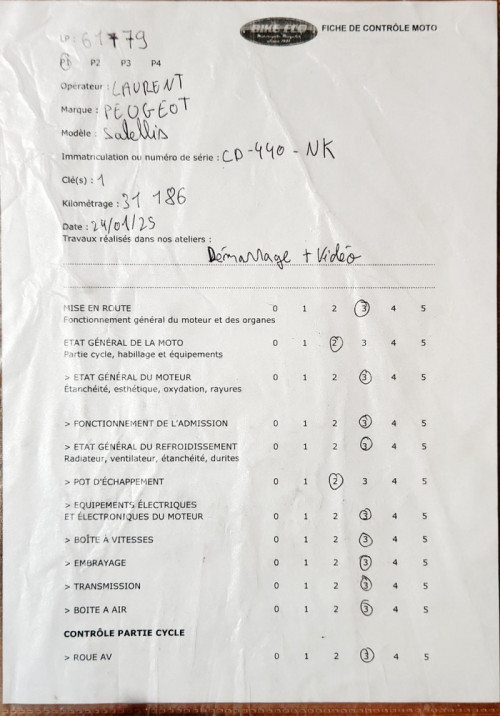 BIKE-ECO
FICHE DE CONTRÔLE MOTO
LP : 61779
P1 P2 P3 P4
Opérateur : LAURENT
Marque : PEUGEOT
Modèle : Satellis
Immatriculation ou numéro de série : CD-440-NK
Clé(s) : 1
Kilométrage : 31 186
Date : 24/01/25
Travaux réalisés dans nos ateliers :
Démarrage + Vidéo
MISE EN ROUTE 0 1 2 3 4 5
Fonctionnement général du moteur et des organes
ETAT GÉNÉRAL DE LA MOTO 0 1 2 3 4 5
Partie cycle, habillage et équipements
> ETAT GÉNÉRAL DU MOTEUR 0 1 2 3 4 5
Étanchéité, esthétique, oxydation, rayures
> FONCTIONNEMENT DE L'ADMISSION 0 1 2 3 4 5
> ETAT GÉNÉRAL DU REFROIDISSEMENT 0 1 2 3 4 5
Radiateur, ventilateur, étanchéité, durites
> POT D'ÉCHAPPEMENT 0 1 2 3 4 5
> EQUIPEMENTS ÉLECTRIQUES
ET ÉLECTRONIQUES DU MOTEUR 0 1 2 3 4 5
> BOÎTE À VITESSES 0 1 2 3 4 5
> EMBRAYAGE 0 1 2 3 4 5
> TRANSMISSION 0 1 2 3 4 5
> BOITE A AIR 0 1 2 3 4 5
CONTRÔLE PARTIE CYCLE
> ROUE AV 0 1 2 3 4 5